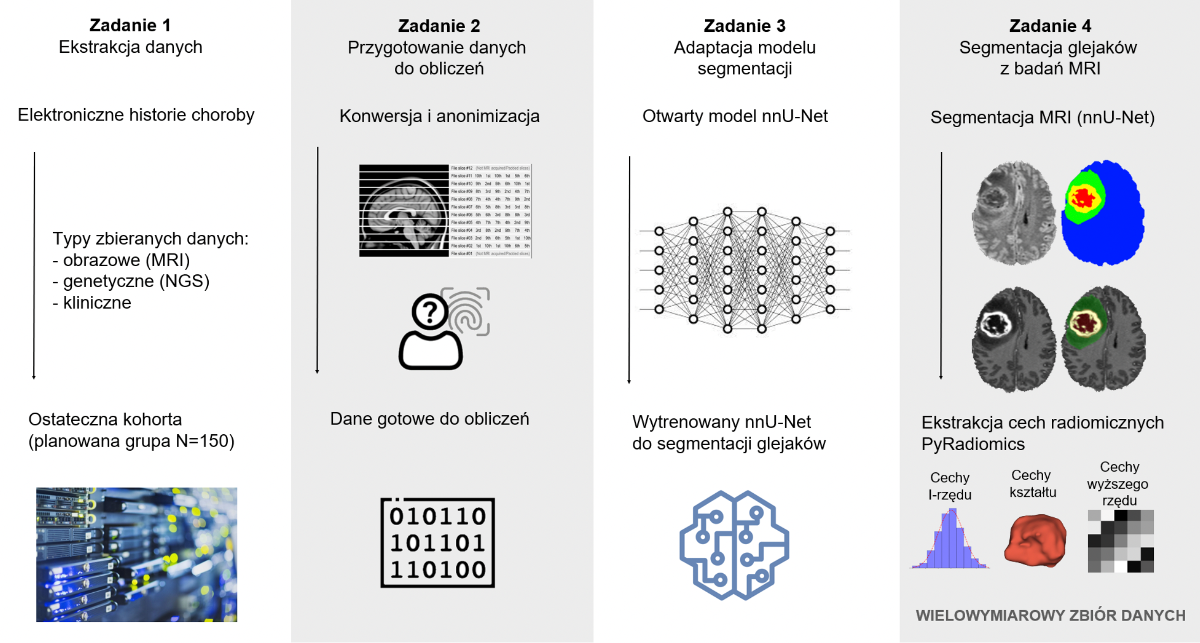 Zadanie 1
Ekstrakcja danych
Elektroniczne historie choroby
Typy zbieranych danych:
- obrazowe (MRI)
- genetyczne (NGS)
- kliniczne
Ostateczna kohorta
(planowana grupa N=150)
Zadanie 2
Przygotowanie danych
do obliczeń
Konwersja i anonimizacja
?
Dane gotowe do obliczeń
010110
101101
110100
Zadanie 3
Adaptacja modelu
segmentacji
Otwarty model nnU-Net
Wytrenowany nnU-Net
do segmentacji glejaków
Zadanie 4
Segmentacja glejaków
z badań MRI
Segmentacja MRI (nnU-Net)
Ekstrakcja cech radiomicznych
PyRadiomics
Cechy
I-rzędu
Cechy
kształtu
Cechy
wyższego
rzędu
WIELOWYMIAROWY ZBIÓR DANYCH